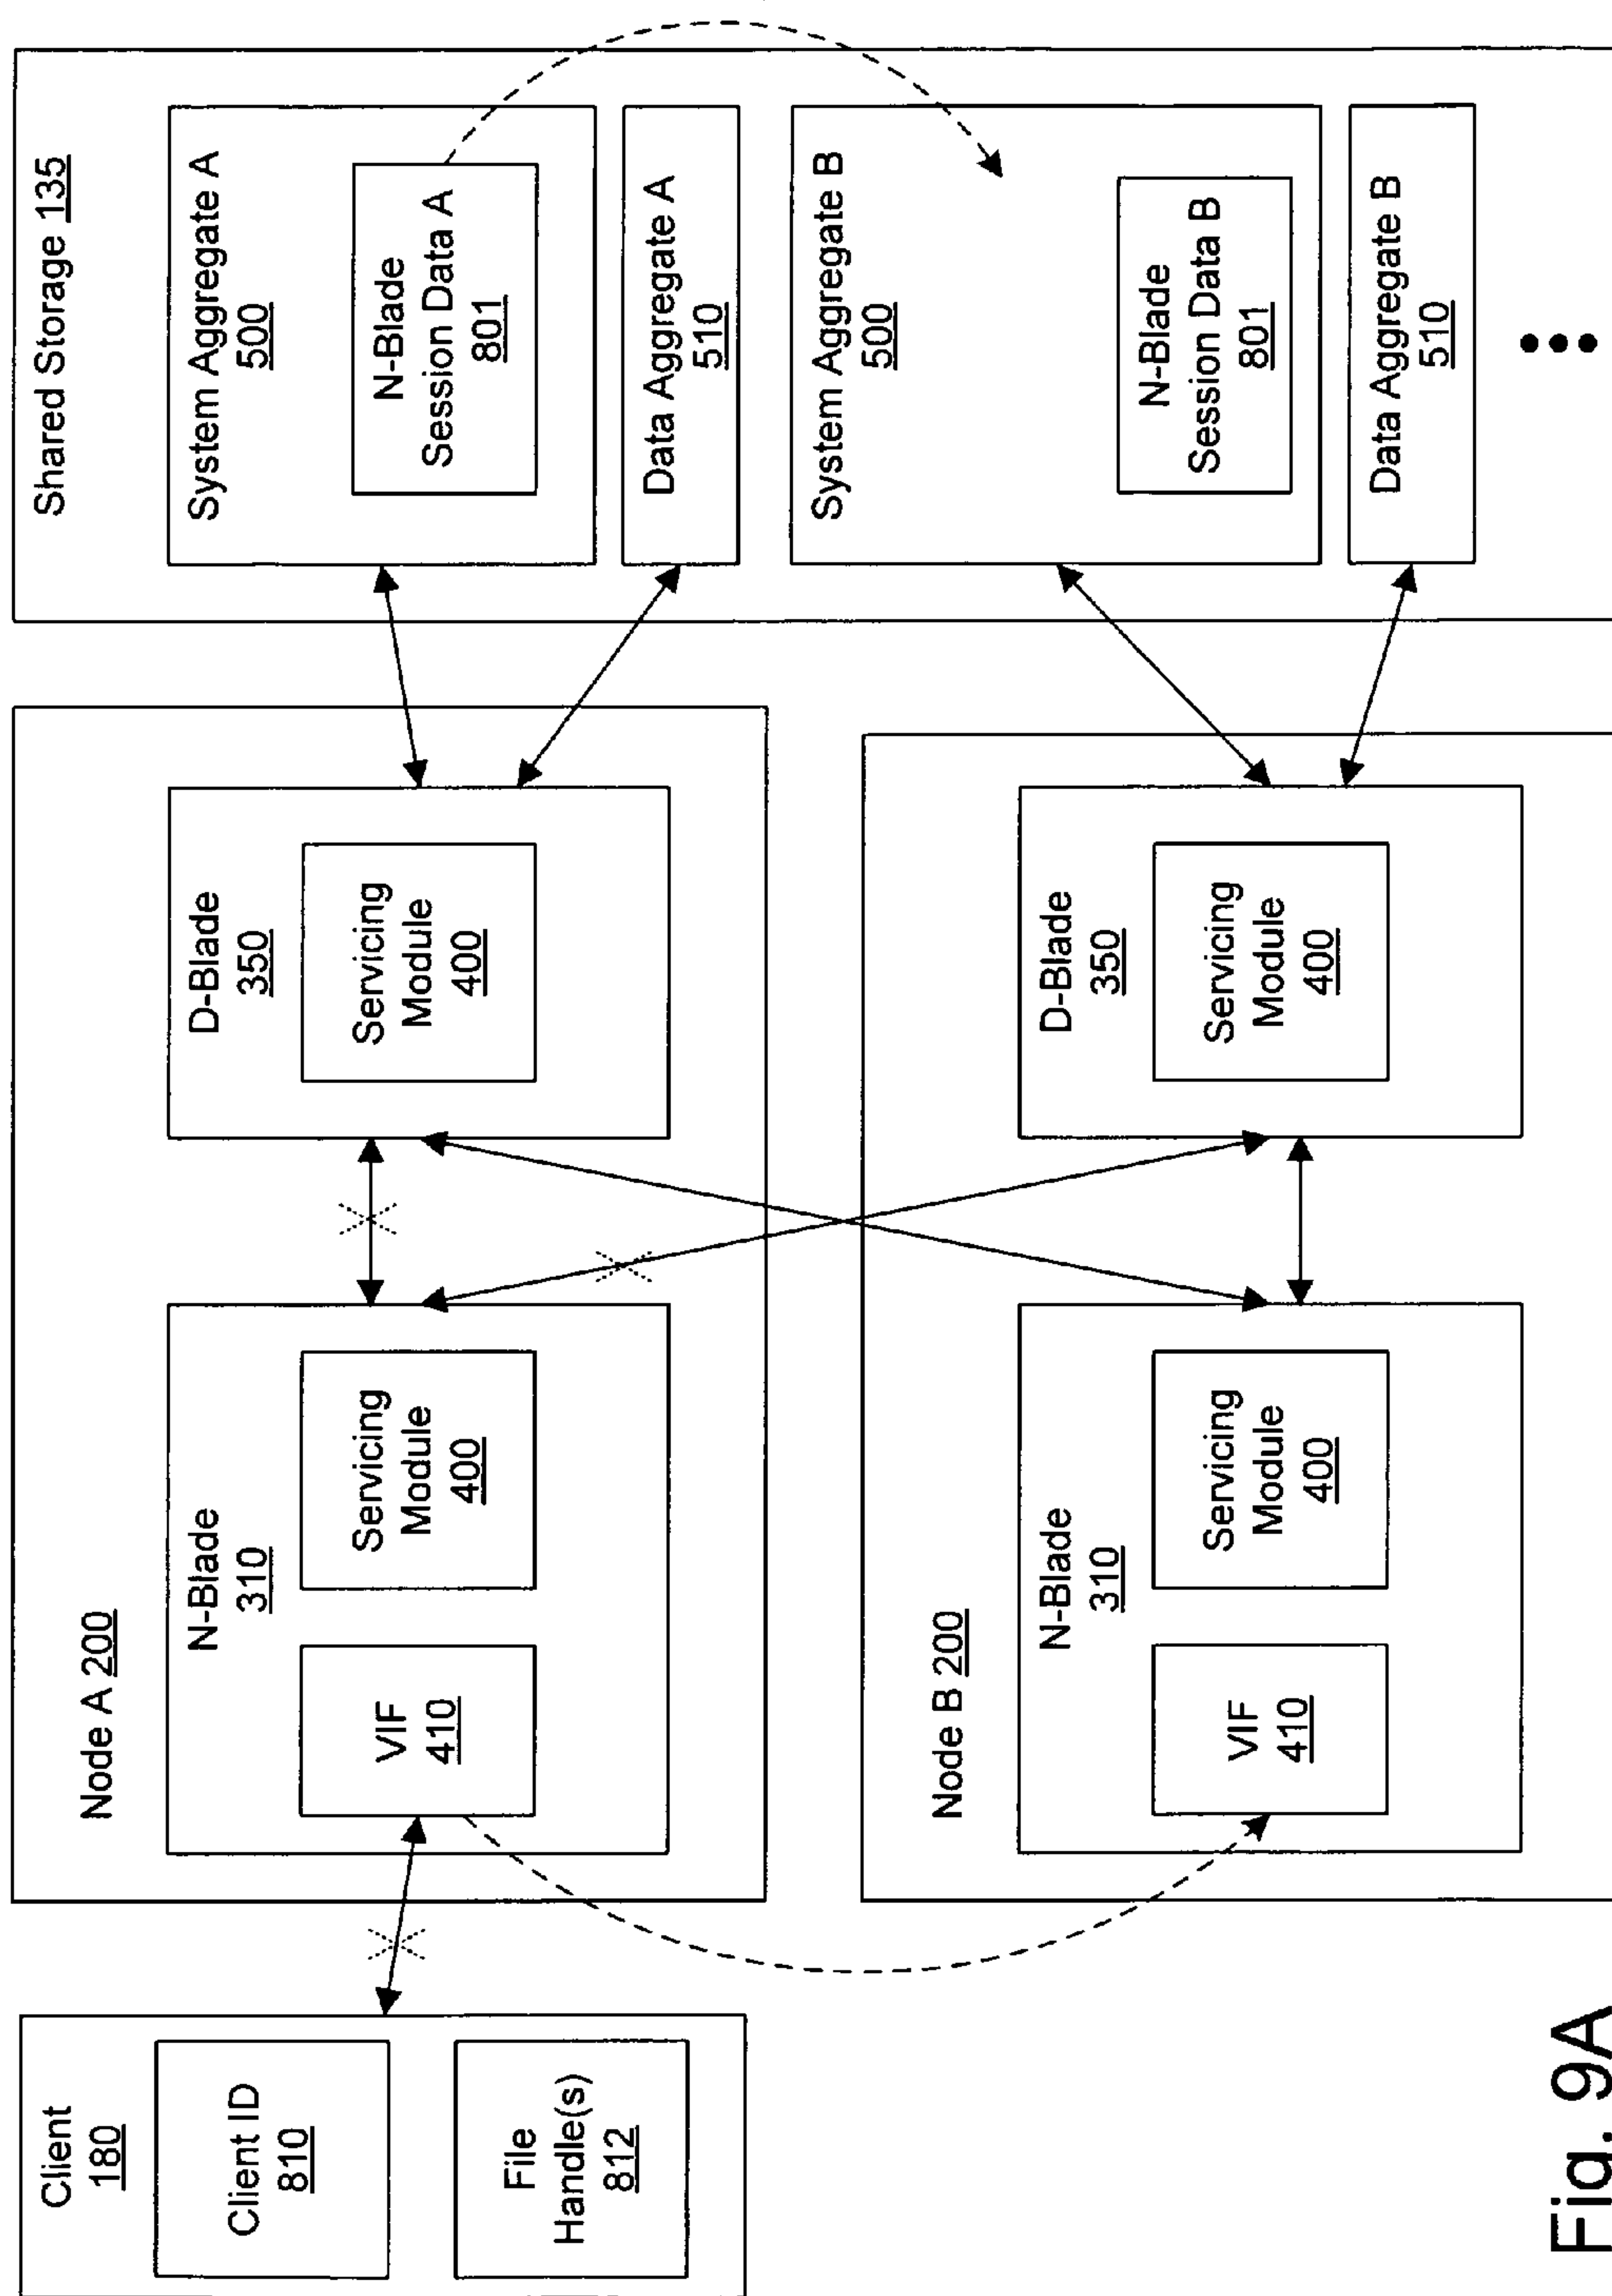 Client
180
Client ID
810
File
Handle(s)
812
Node A 200
N-Blade
310
VIF
410
Servicing
Module
400
D-Blade
350
Servicing
Module
400
Node B 200
N-Blade
310
VIF
410
Servicing
Module
400
D-Blade
350
Servicing
Module
400
Shared Storage 135
System Aggregate A
500
N-Blade
Session Data A
801
Data Aggregate A
510
System Aggregate B
500
N-Blade
Session Data B
801
Data Aggregate B
510
Fig. 9A